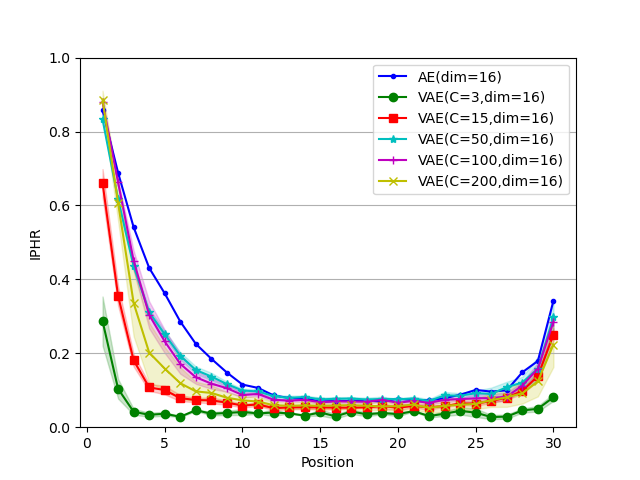 1.0
0.8
0.6
0.4
0.2
0.0
IPHR
0
5
10
15
20
25
30
Position
AE(dim=16)
VAE(C=3,dim=16)
VAE(C=15,dim=16)
VAE(C=50,dim=16)
VAE(C=100,dim=16)
VAE(C=200,dim=16)